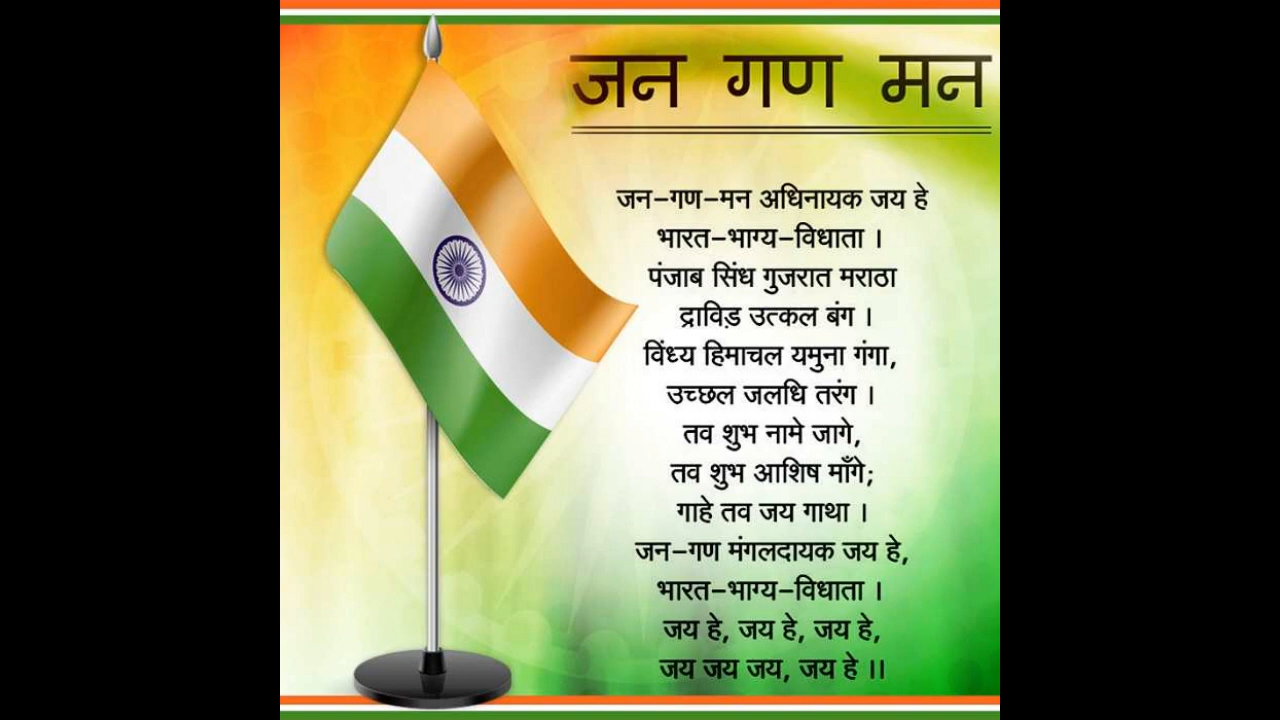 जन गण मन
जन-गण-मन अधिनायक जय हे
भारत-भाग्य-विधाता ।
पंजाब सिंध गुजरात मराठा
द्राविड़ उत्कल बंग ।
विंध्य हिमाचल यमुना गंगा,
उच्छल जलधि तरंग ।
तव शुभ नामे जागे,
तव शुभ आशिष माँगे;
गाहे तव जय गाथा ।
जन-गण मंगलदायक जय हे,
भारत-भाग्य-विधाता ।
जय हे, जय हे, जय हे,
जय जय जय, जय हे ।।